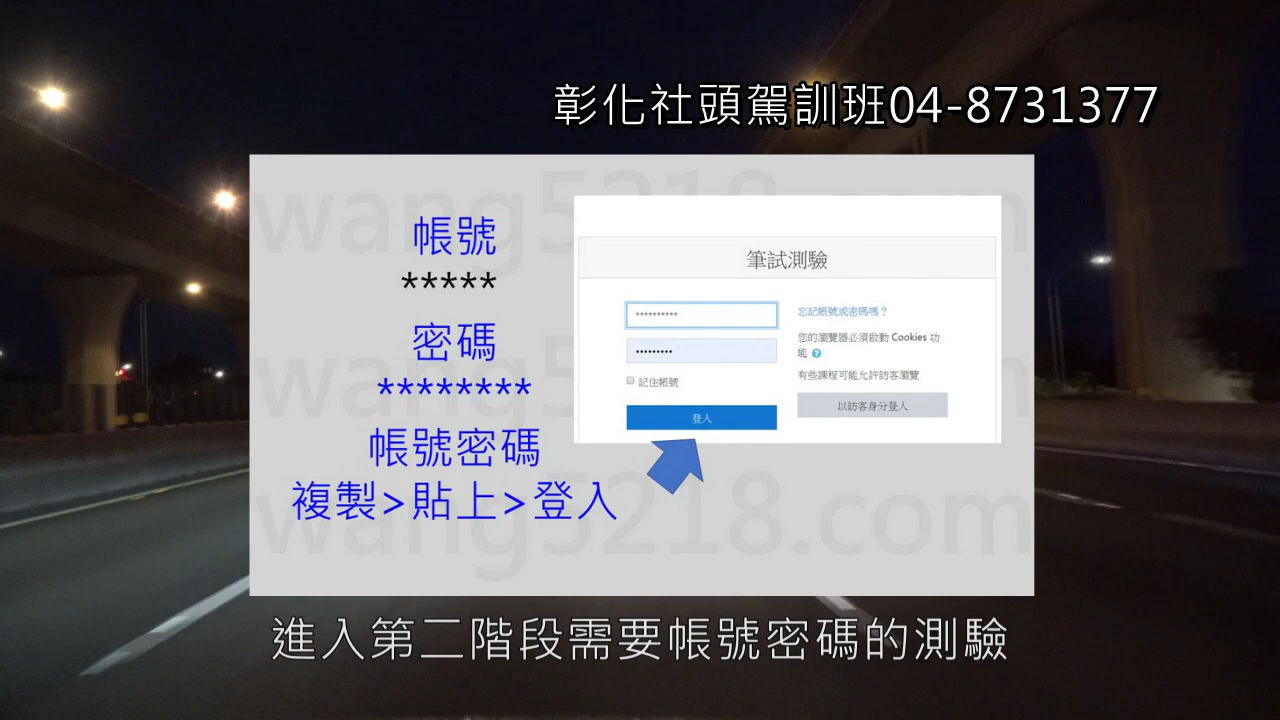 彰化社頭駕訓班04-8731377
wang5218.com
帳號
*****
密碼
********
帳號密碼
複製>貼上>登入
筆試測驗
**********
•••••••••
記住帳號
登入
忘記帳號或密碼嗎？
您的瀏覽器必須啟動 Cookies 功
能
有些課程可能允許訪客瀏覽
以訪客身分登入
wang5218.com
wang5218.com
進入第二階段需要帳號密碼的測驗